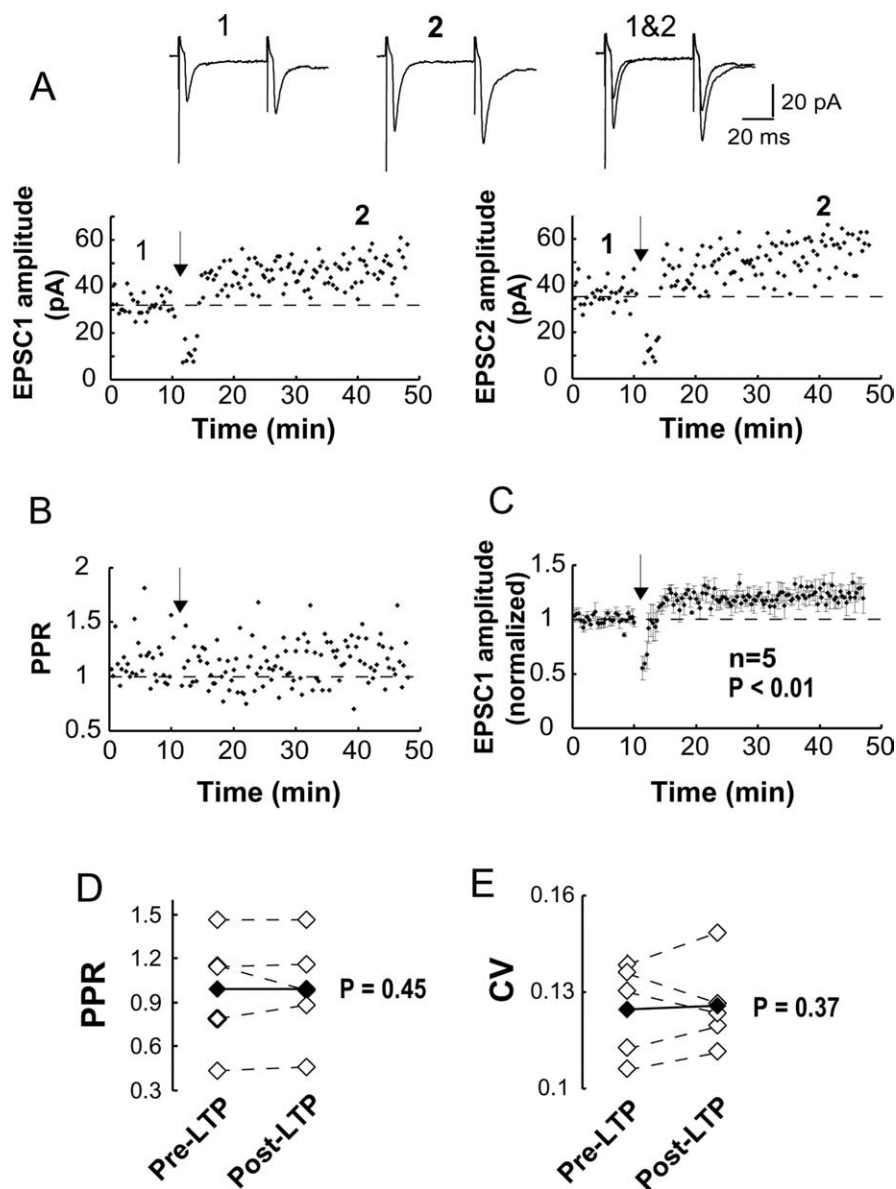 1 2 1&2
A
20 pA
20 ms
EPSC1 amplitude
(pA)
60
40
20
0
1
2
0 10 20 30 40 50
Time (min)
EPSC2 amplitude
(pA)
60
40
20
0
1
2
0 10 20 30 40 50
Time (min)
B
PPR
2
1.5
1
0.5
0 10 20 30 40 50
Time (min)
C
EPSC1 amplitude
(normalized)
1.5
1
0.5
0
n=5
P < 0.01
0 10 20 30 40 50
Time (min)
D
PPR
1.5
1.2
0.9
0.6
0.3
P = 0.45
Pre-LTP
Post-LTP
E
CV
0.16
0.13
0.1
P = 0.37
Pre-LTP
Post-LTP